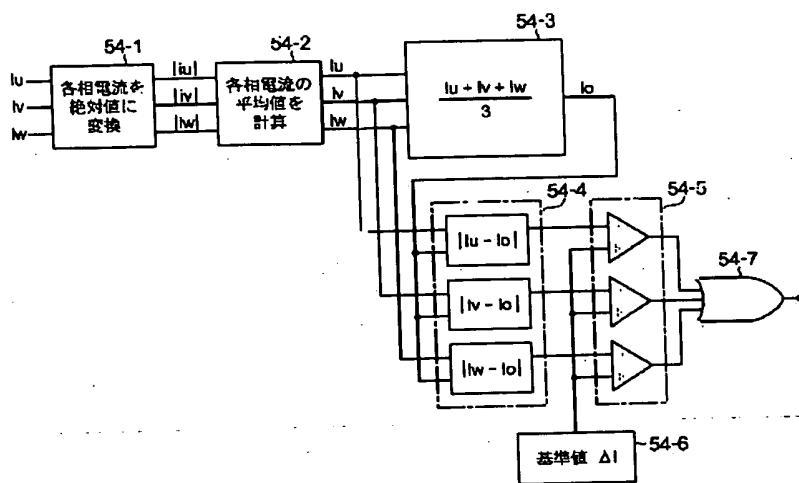 54-1
54-2
54-3
Iu
Iv
Iw
各相電流を
絶対値に
変換
|iu|
|iv|
|iw|
各相電流の
平均値を
計算
Iu
Iv
Iw
Iu + Iv + Iw
3
Io
54-4
54-5
|Iu - Io|
|Iv - Io|
|Iw - Io|
54-7
基準値 ΔI
54-6